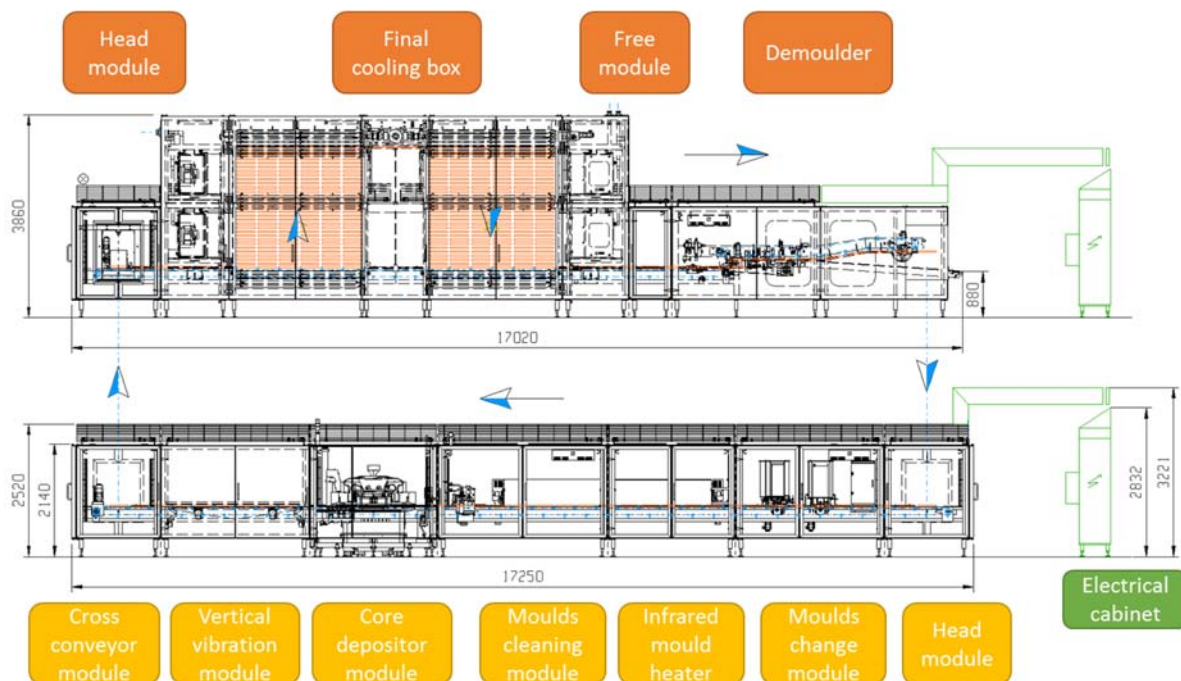 Head
module
Final
cooling box
Free
module
Demoulder
3860
880
17020
2520
2140
2832
3221
17250
Cross
conveyor
module
Vertical
vibration
module
Core
depositor
module
Moulds
cleaning
module
Infrared
mould
heater
Moulds
change
module
Head
module
Electrical
cabinet